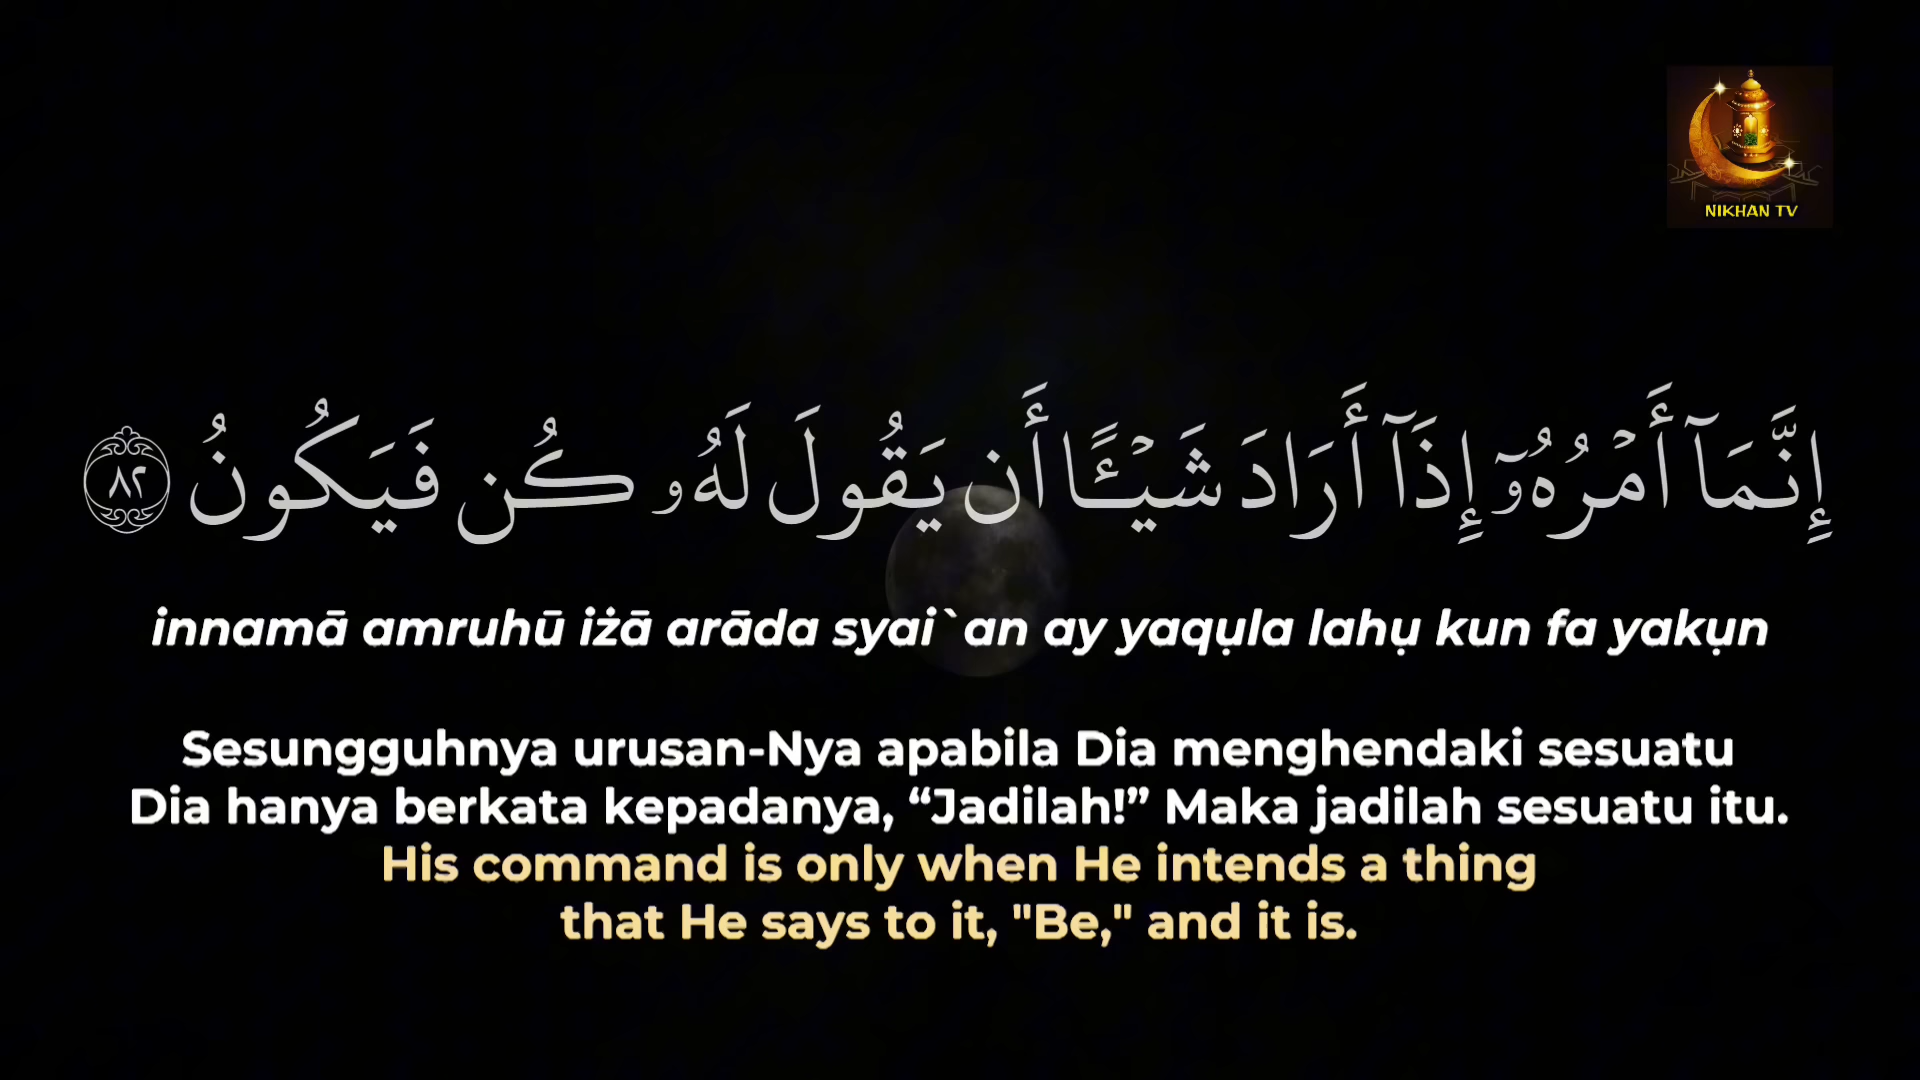 NIKHAN TV
إِنَّمَآ أَمْرُهُۥٓ إِذَآ أَرَادَ شَيْـًٔا أَن يَقُولَ لَهُۥ كُن فَيَكُونُ ٨٢
innamā amruhū iżā arāda syai`an ay yaqụla lahụ kun fa yakụn
Sesungguhnya urusan-Nya apabila Dia menghendaki sesuatu
Dia hanya berkata kepadanya, “Jadilah!” Maka jadilah sesuatu itu.
His command is only when He intends a thing
that He says to it, "Be," and it is.